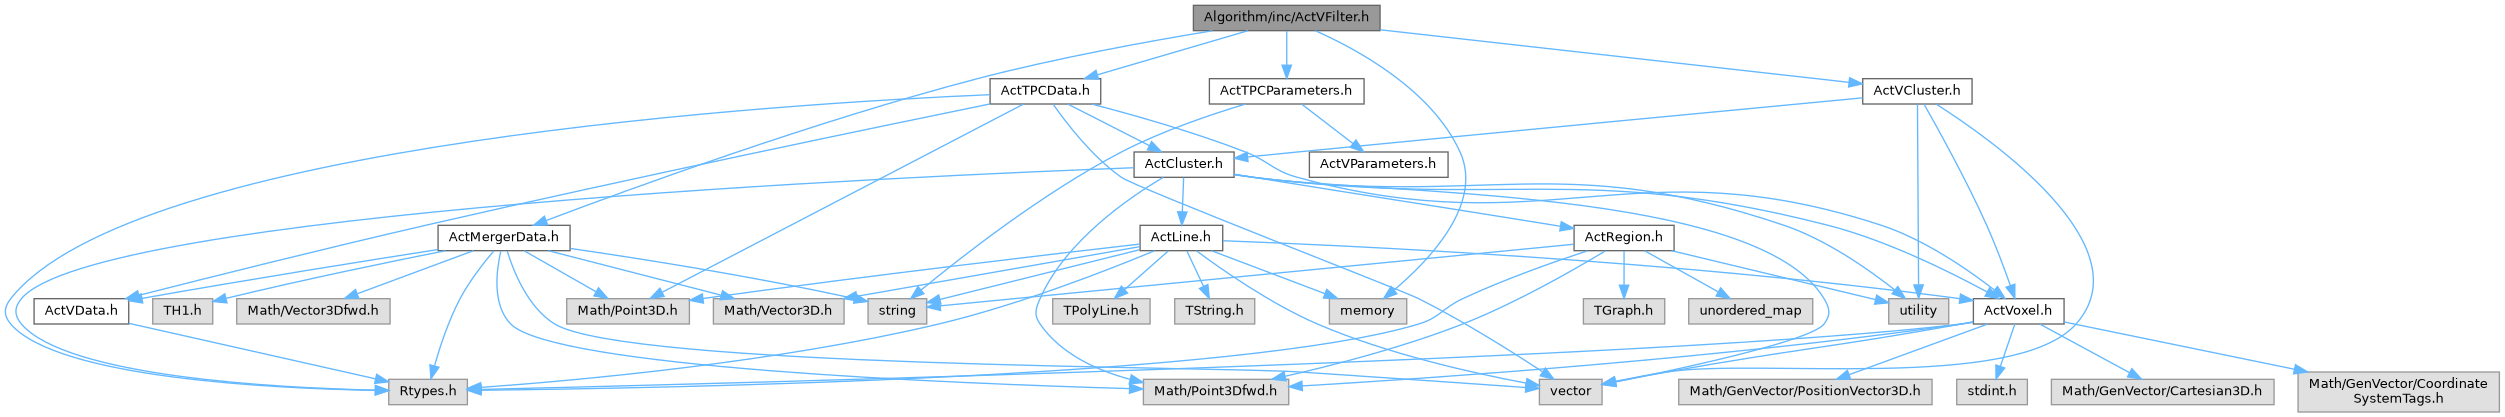 Algorithm/inc/ActVFilter.h
ActTPCData.h
ActTPCParameters.h
ActVCluster.h
ActCluster.h
ActVParameters.h
ActMergerData.h
ActLine.h
ActRegion.h
ActVData.h
TH1.h
Math/Vector3Dfwd.h
Math/Point3D.h
Math/Vector3D.h
string
TPolyLine.h
TString.h
memory
TGraph.h
unordered_map
utility
ActVoxel.h
Rtypes.h
Math/Point3Dfwd.h
vector
Math/GenVector/PositionVector3D.h
stdint.h
Math/GenVector/Cartesian3D.h
Math/GenVector/Coordinate
SystemTags.h